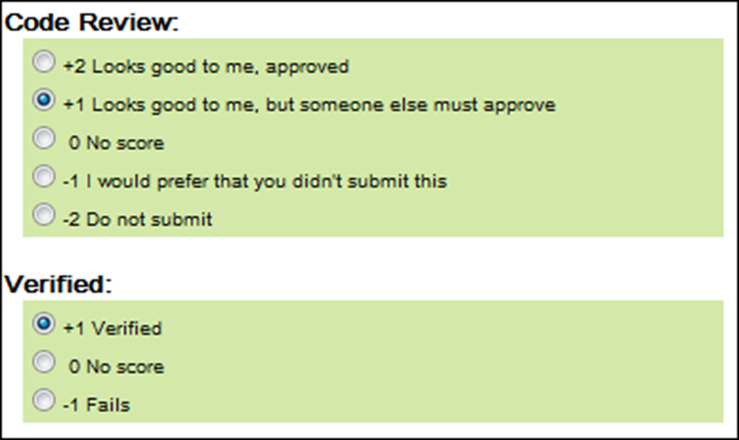 Code Review:
+2 Looks good to me, approved
+1 Looks good to me, but someone else must approve
0 No score
-1 I would prefer that you didn't submit this
-2 Do not submit
Verified:
+1 Verified
0 No score
-1 Fails